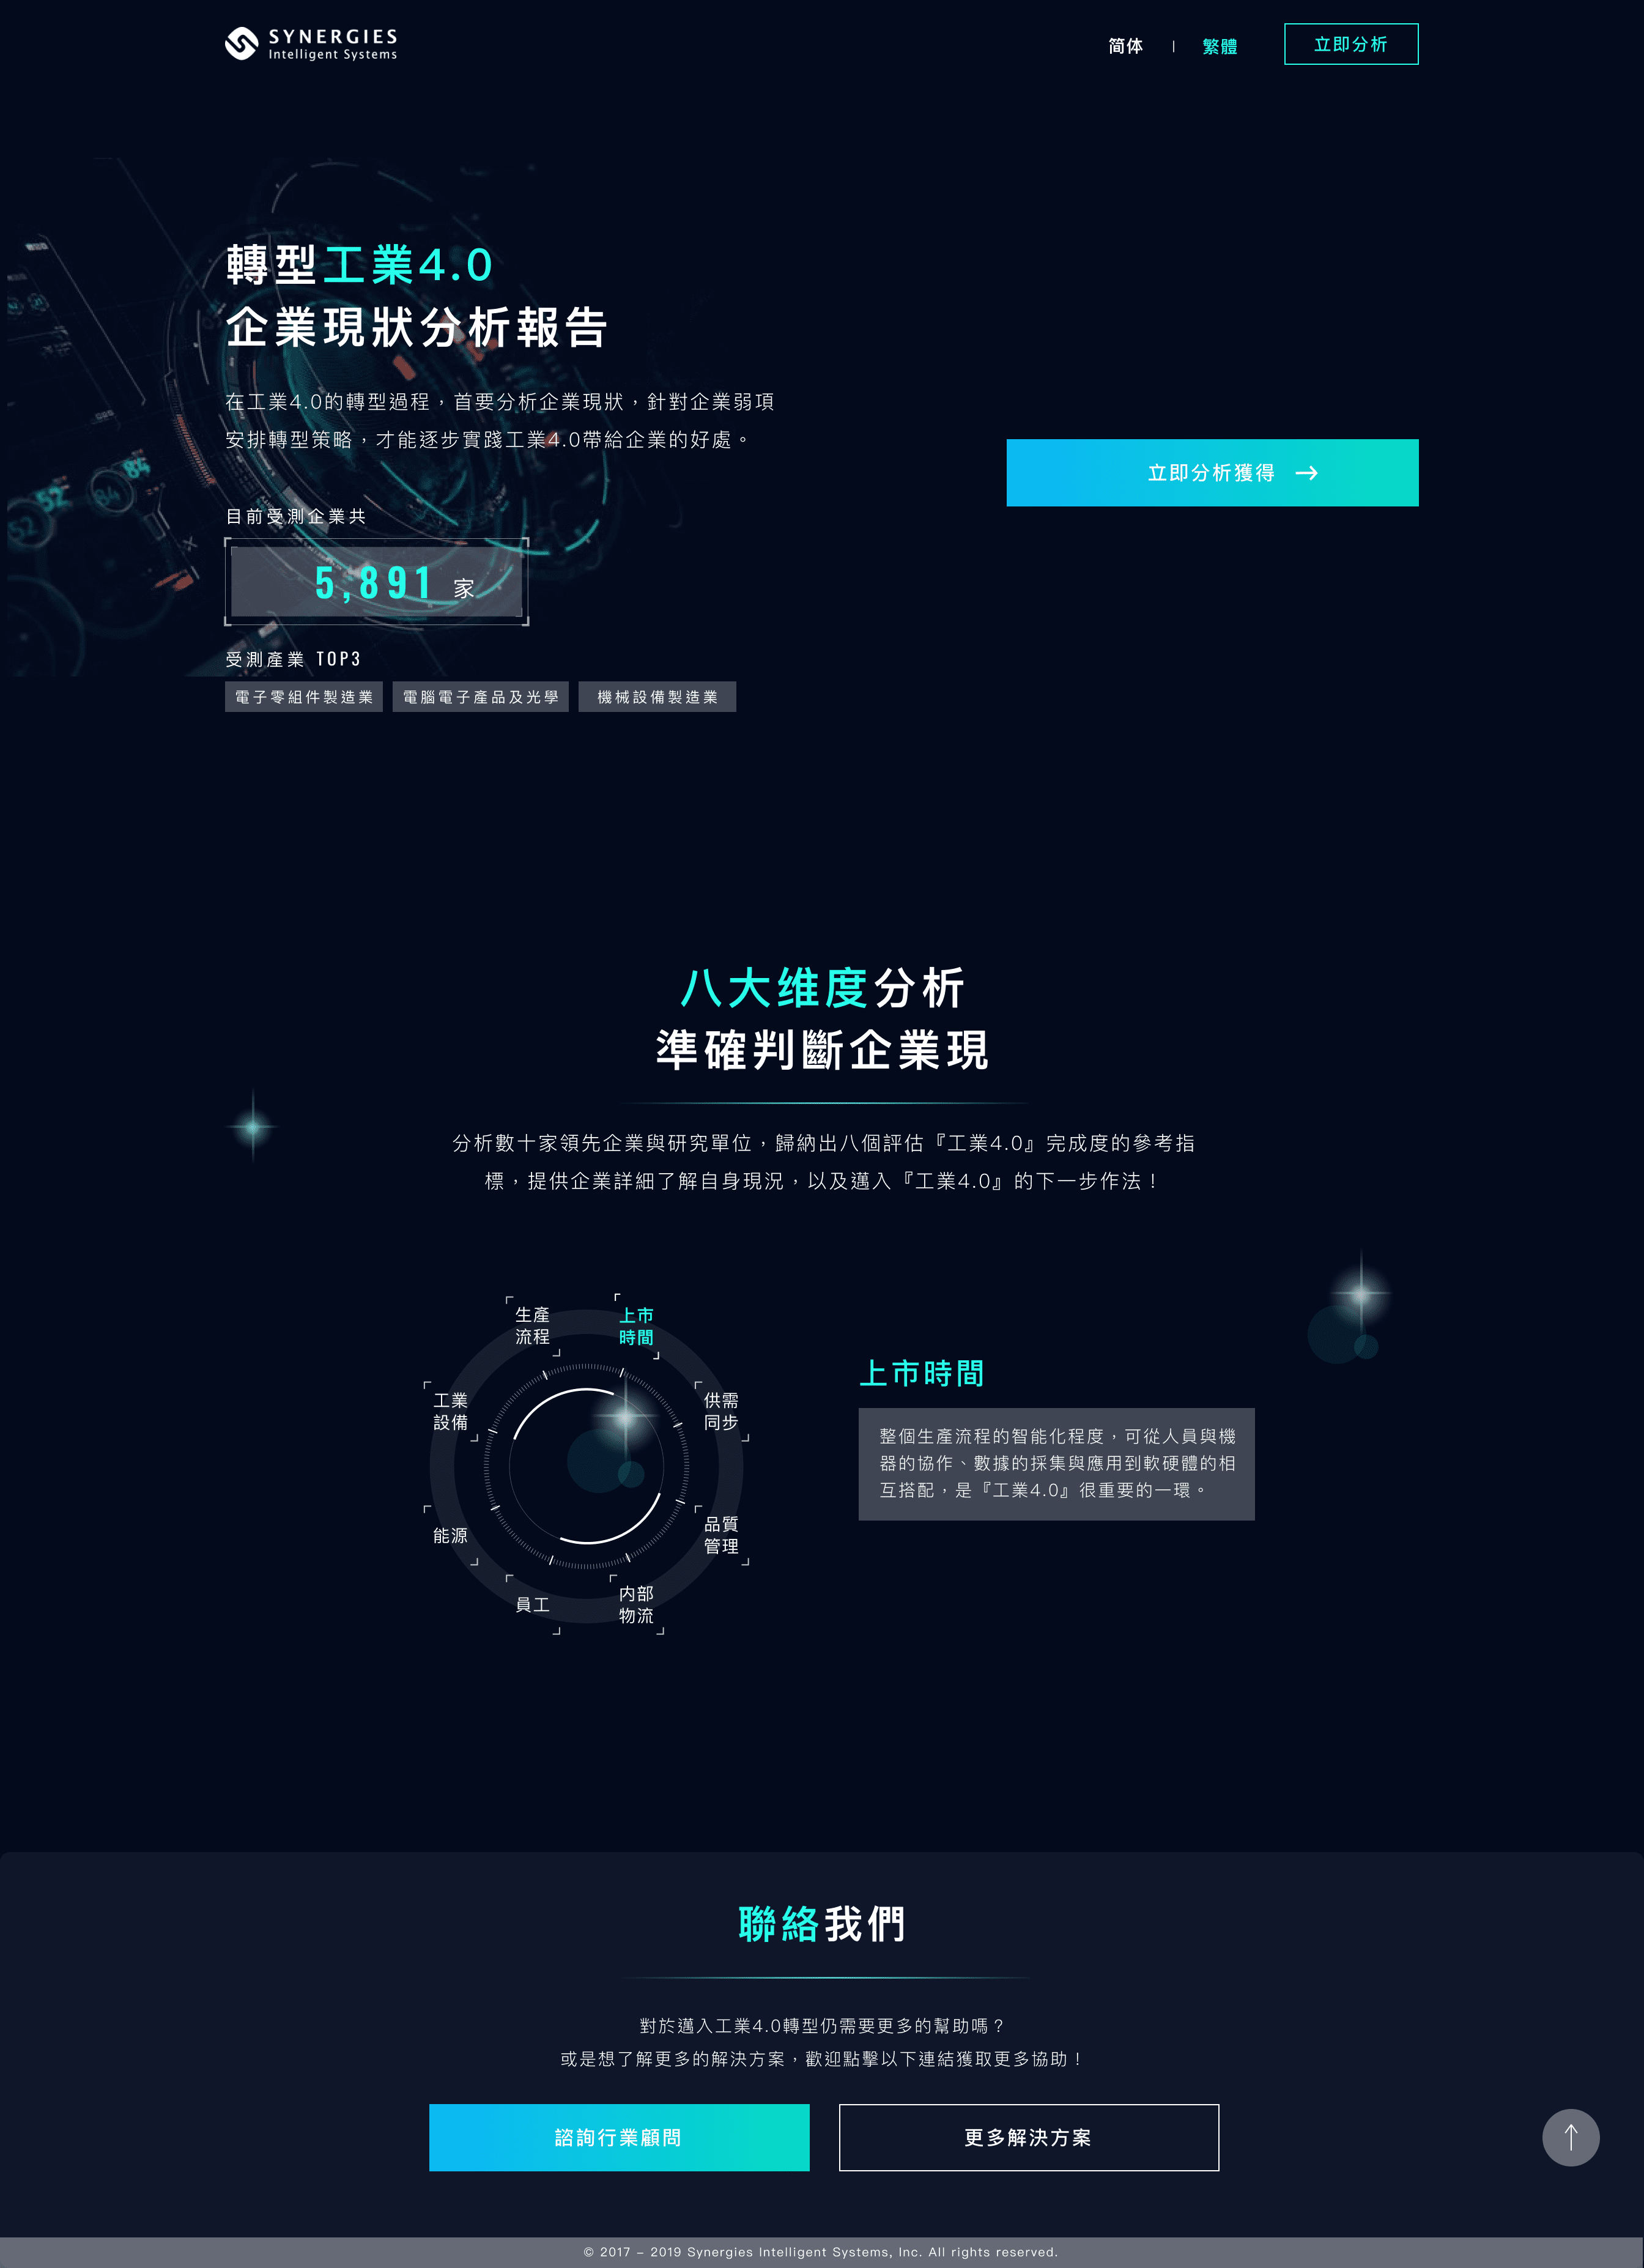 SYNERGIES
Intelligent Systems
简体 | 繁體
立即分析
轉型工業4.0
企業現狀分析報告
在工業4.0的轉型過程，首要分析企業現狀，針對企業弱項
安排轉型策略，才能逐步實踐工業4.0帶給企業的好處。
立即分析獲得 →
目前受測企業共
5,891 家
受測產業 TOP3
電子零組件製造業
電腦電子產品及光學
機械設備製造業
52
84
84
52
八大维度分析
準確判斷企業現
分析數十家領先企業與研究單位，歸納出八個評估『工業4.0』完成度的參考指
標，提供企業詳細了解自身現況，以及邁入『工業4.0』的下一步作法！
生產
流程
上市
時間
工業
設備
供需
同步
能源
品質
管理
員工
內部
物流
上市時間
整個生產流程的智能化程度，可從人員與機
器的協作、數據的採集與應用到軟硬體的相
互搭配，是『工業4.0』很重要的一環。
聯絡我們
對於邁入工業4.0轉型仍需要更多的幫助嗎？
或是想了解更多的解決方案，歡迎點擊以下連結獲取更多協助！
諮詢行業顧問
更多解決方案
© 2017 – 2019 Synergies Intelligent Systems, Inc. All rights reserved.